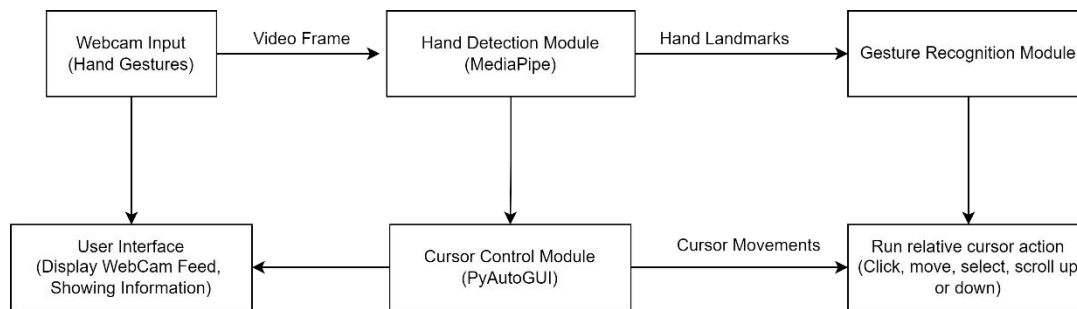 Webcam Input
(Hand Gestures)
Video Frame
Hand Detection Module
(MediaPipe)
Hand Landmarks
Gesture Recognition Module
User Interface
(Display WebCam Feed,
Showing Information)
Cursor Control Module
(PyAutoGUI)
Cursor Movements
Run relative cursor action
(Click, move, select, scroll up
or down)